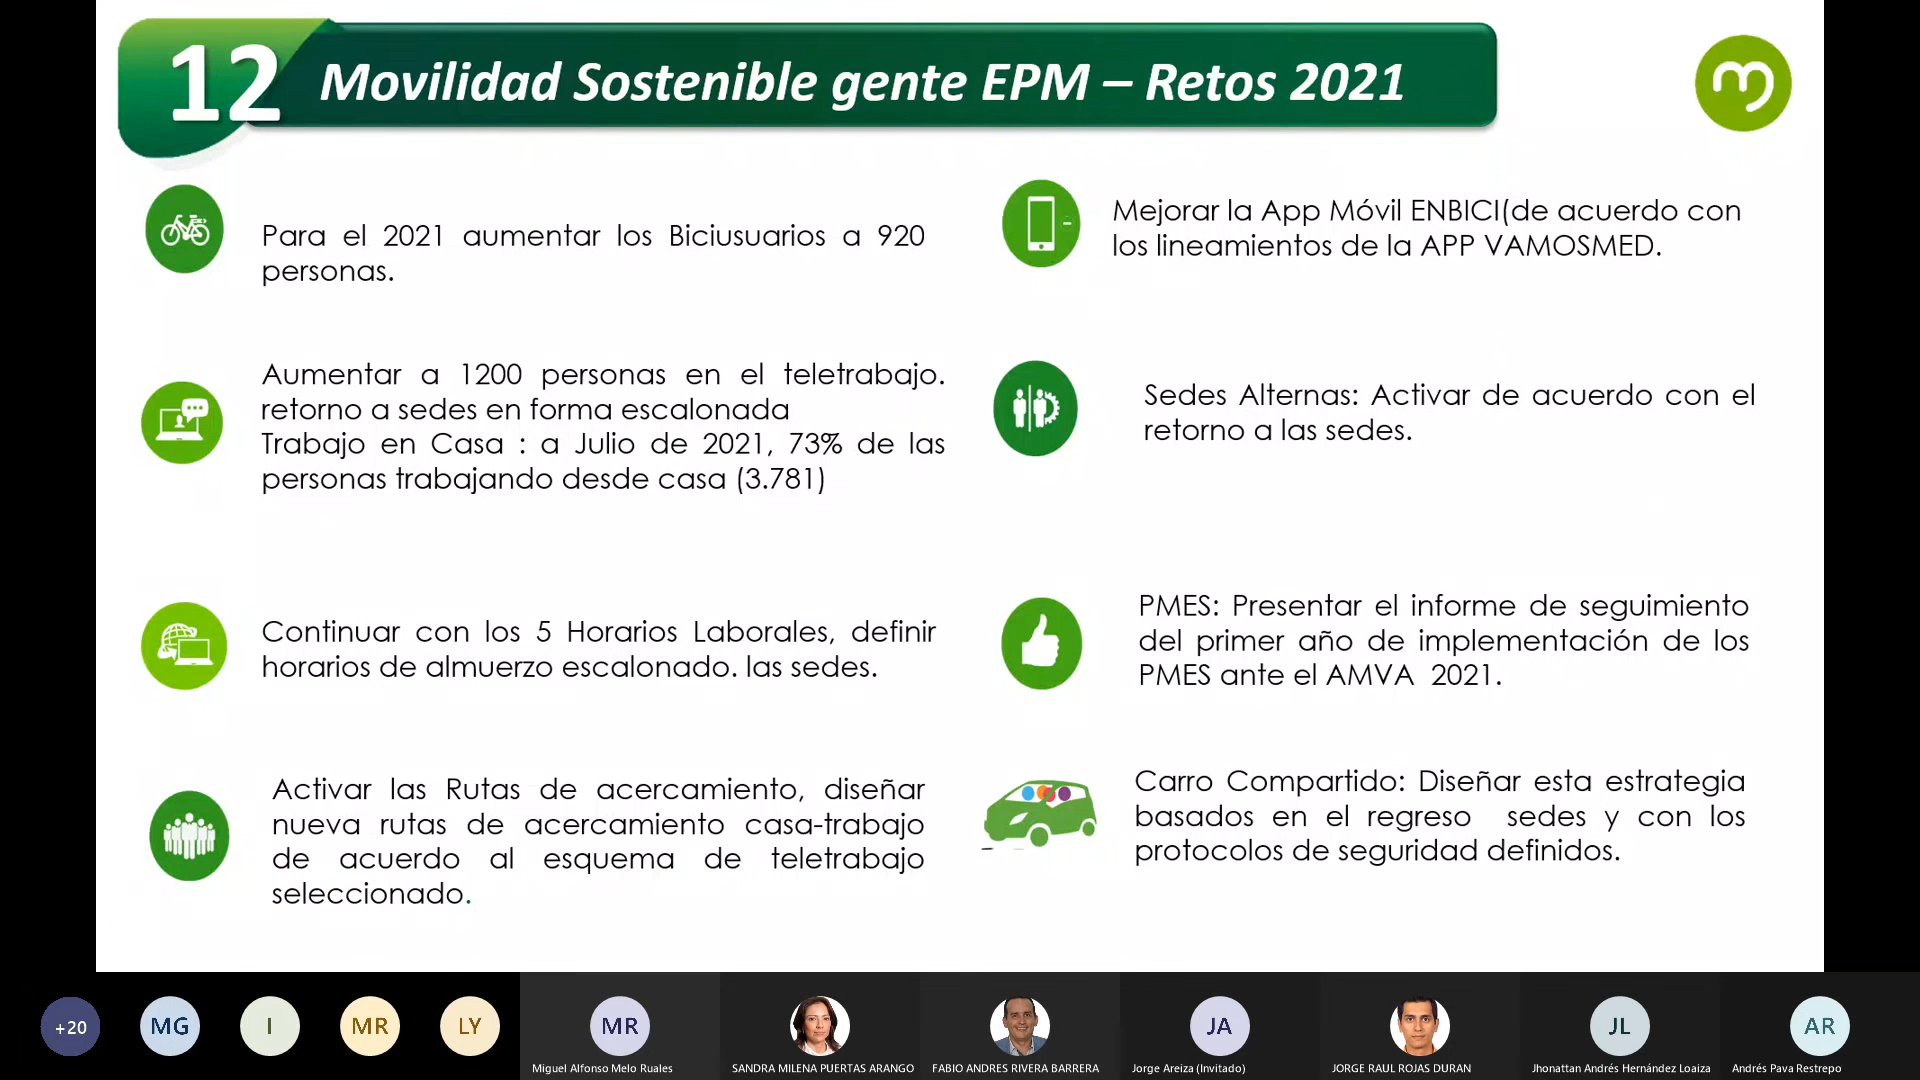 12
Movilidad Sostenible gente EPM – Retos 2021
Para el 2021 aumentar los Biciusuarios a 920
personas.
Aumentar a 1200 personas en el teletrabajo.
retorno a sedes en forma escalonada
Trabajo en Casa : a Julio de 2021, 73% de las
personas trabajando desde casa (3.781)
Continuar con los 5 Horarios Laborales, definir
horarios de almuerzo escalonado. las sedes.
Activar las Rutas de acercamiento, diseñar
nueva rutas de acercamiento casa-trabajo
de acuerdo al esquema de teletrabajo
seleccionado.
Mejorar la App Móvil ENBICI(de acuerdo con
los lineamientos de la APP VAMOSMED.
Sedes Alternas: Activar de acuerdo con el
retorno a las sedes.
PMES: Presentar el informe de seguimiento
del primer año de implementación de los
PMES ante el AMVA 2021.
Carro Compartido: Diseñar esta estrategia
basados en el regreso sedes y con los
protocolos de seguridad definidos.
+20
MG
I
MR
LY
MR
JA
JL
AR
Miguel Alfonso Melo Ruales
SANDRA MILENA PUERTAS ARANGO
FABIO ANDRES RIVERA BARRERA
Jorge Areiza (Invitado)
JORGE RAUL ROJAS DURAN
Jhonattan Andrés Hernández Loaiza
Andrés Pava Restrepo